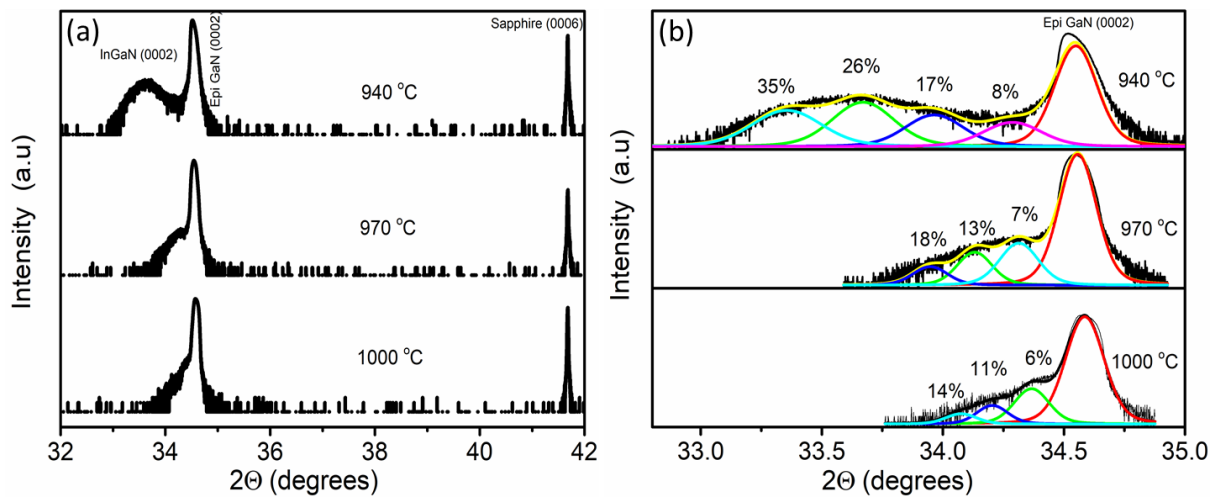 (a)
Sapphire (0006)
InGaN (0002)
Epi GaN (0002)
940 °C
970 °C
1000 °C
Intensity (a.u)
32 34 36 38 40 42
2Θ (degrees)
(b)
Epi GaN (0002)
35% 26% 17% 8% 940 °C
18% 13% 7% 970 °C
14% 11% 6% 1000 °C
Intensity (a.u)
33.0 33.5 34.0 34.5 35.0
2Θ (degrees)